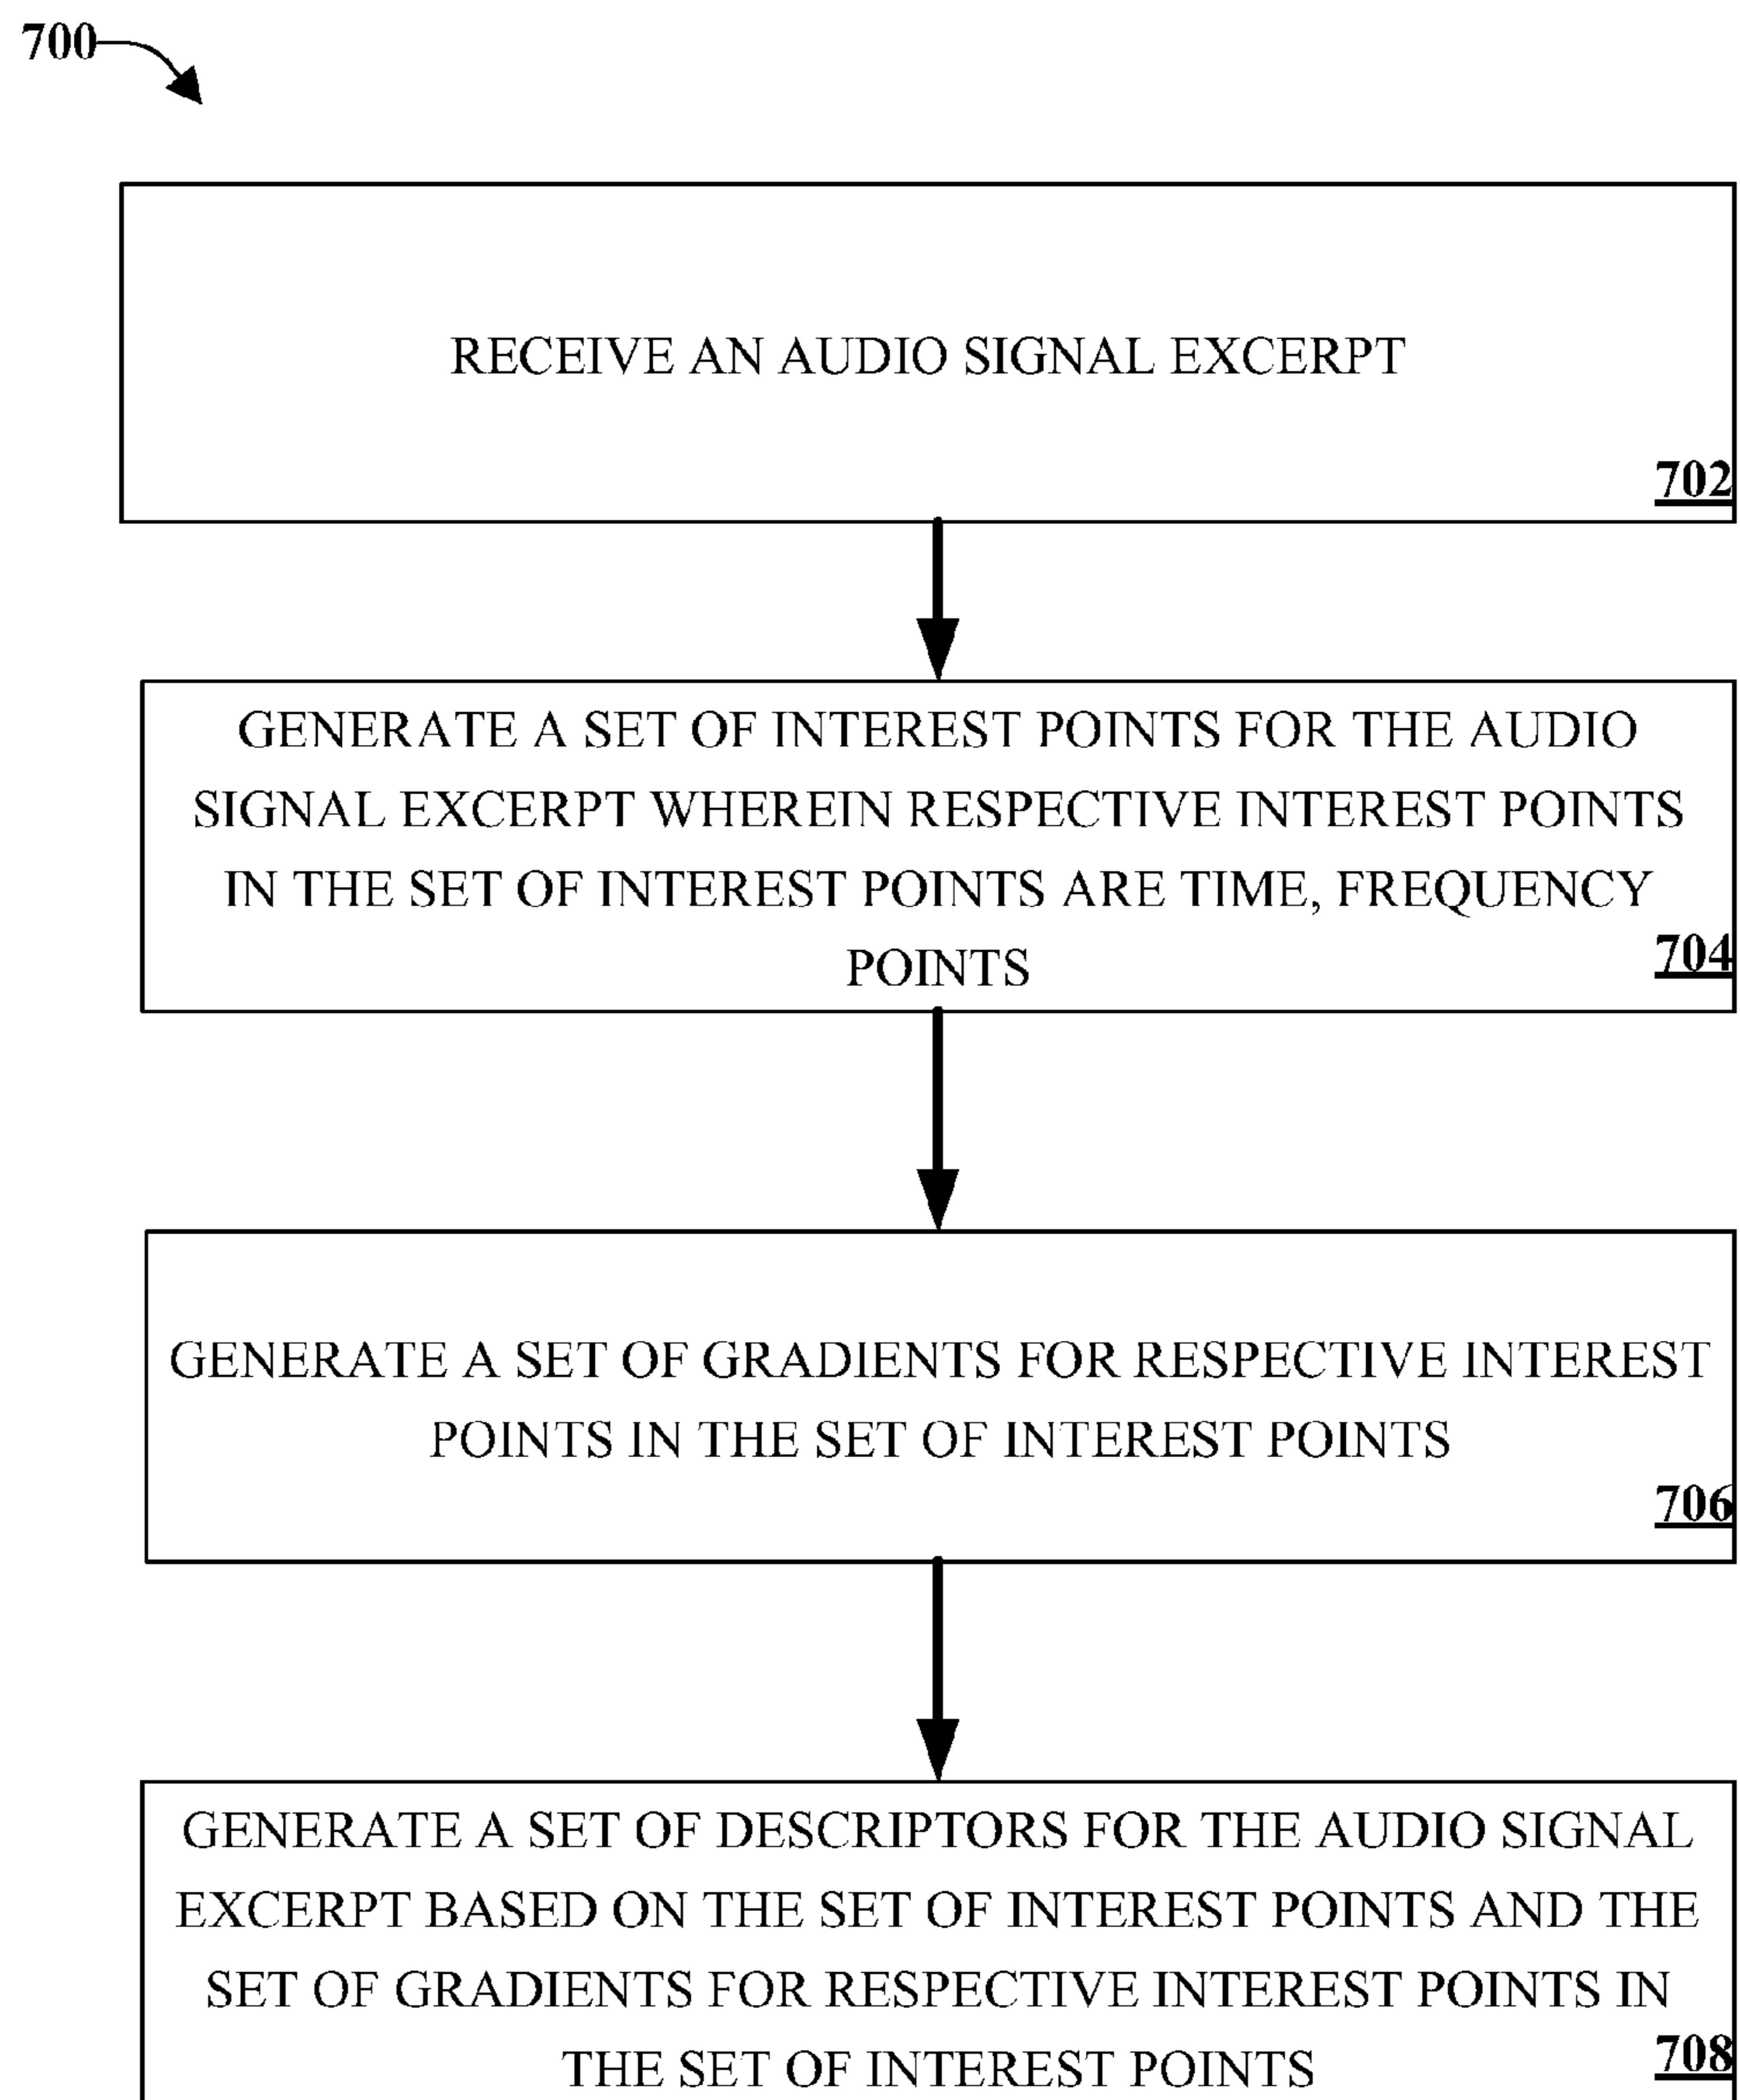 700
RECEIVE AN AUDIO SIGNAL EXCERPT
702
GENERATE A SET OF INTEREST POINTS FOR THE AUDIO
SIGNAL EXCERPT WHEREIN RESPECTIVE INTEREST POINTS
IN THE SET OF INTEREST POINTS ARE TIME, FREQUENCY
POINTS
704
GENERATE A SET OF GRADIENTS FOR RESPECTIVE INTEREST
POINTS IN THE SET OF INTEREST POINTS
706
GENERATE A SET OF DESCRIPTORS FOR THE AUDIO SIGNAL
EXCERPT BASED ON THE SET OF INTEREST POINTS AND THE
SET OF GRADIENTS FOR RESPECTIVE INTEREST POINTS IN
THE SET OF INTEREST POINTS
708